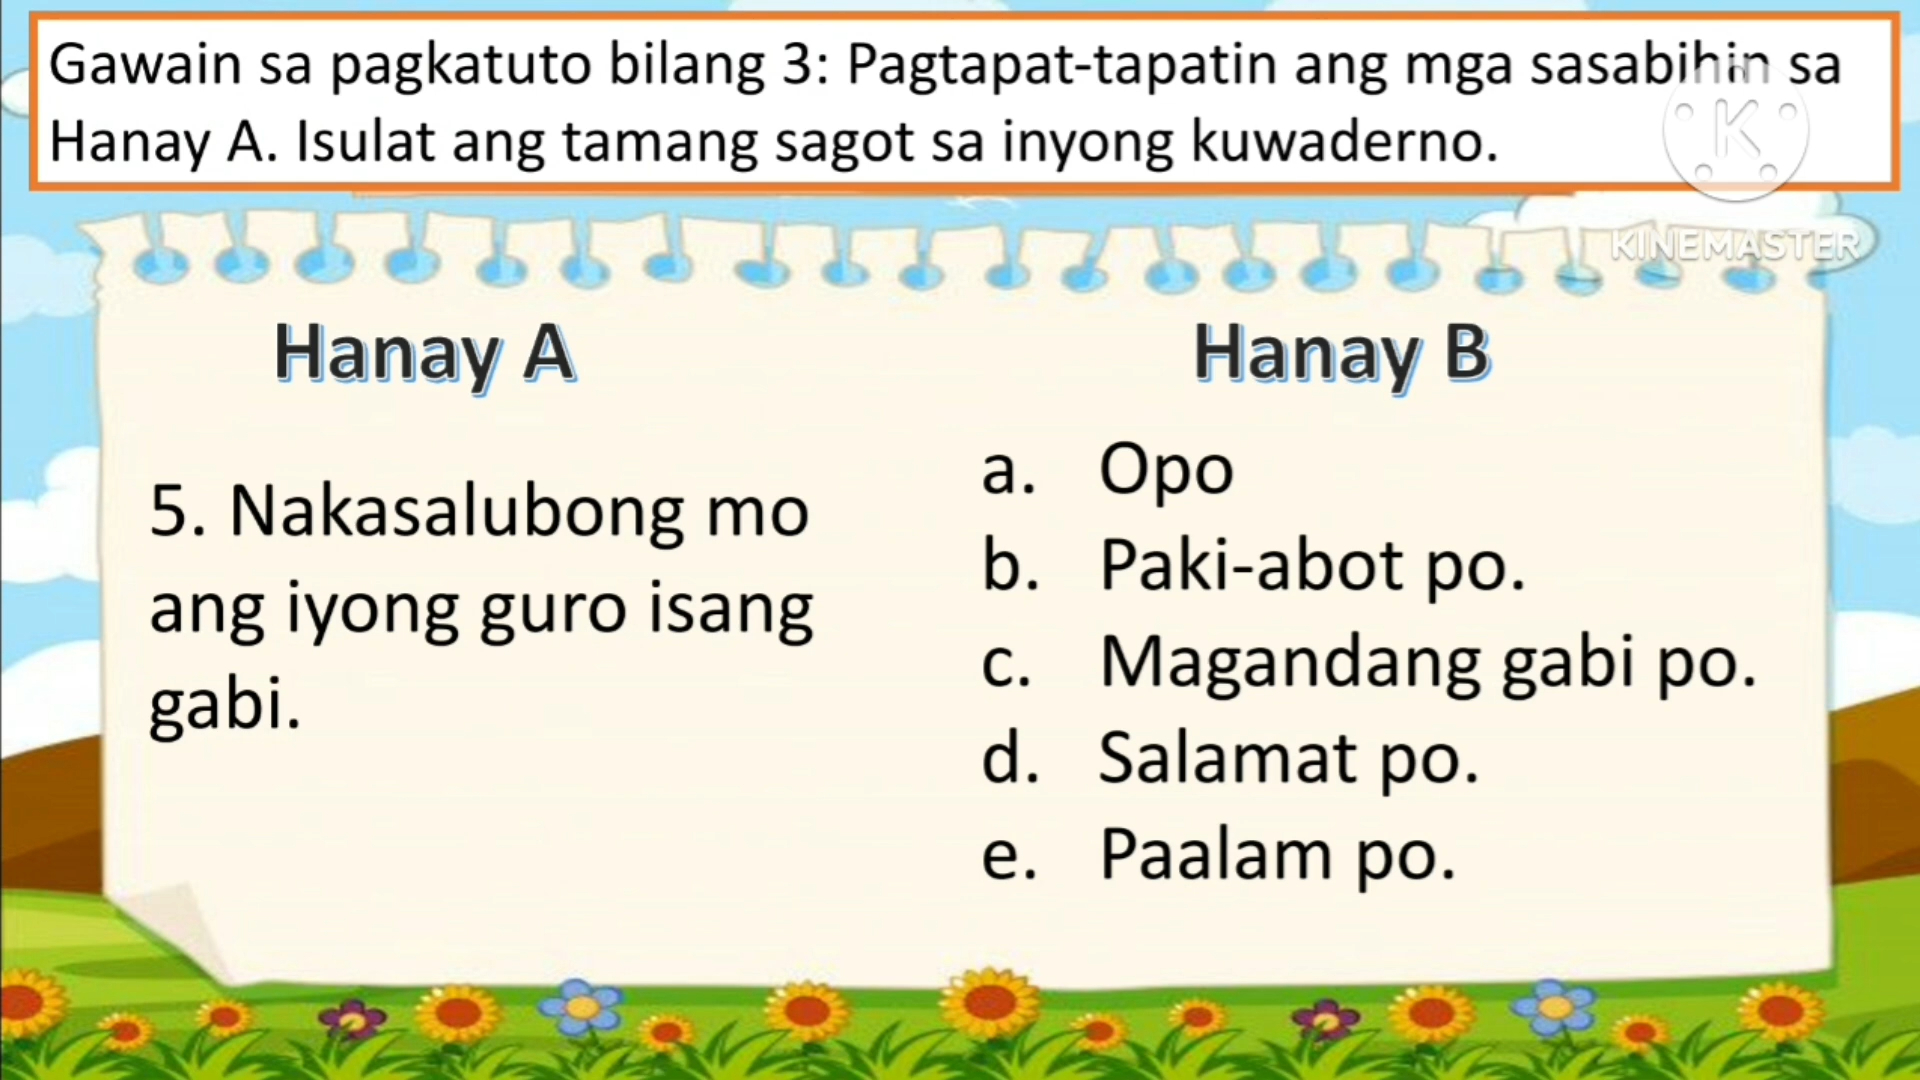 Gawain sa pagkatuto bilang 3: Pagtapat-tapatin ang mga sasabihin sa
Hanay A. Isulat ang tamang sagot sa inyong kuwaderno.
K
KINEMASTER
Hanay A
5. Nakasalubong mo
ang iyong guro isang
gabi.
Hanay B
a. Opo
b. Paki-abot po.
c. Magandang gabi po.
d. Salamat po.
e. Paalam po.